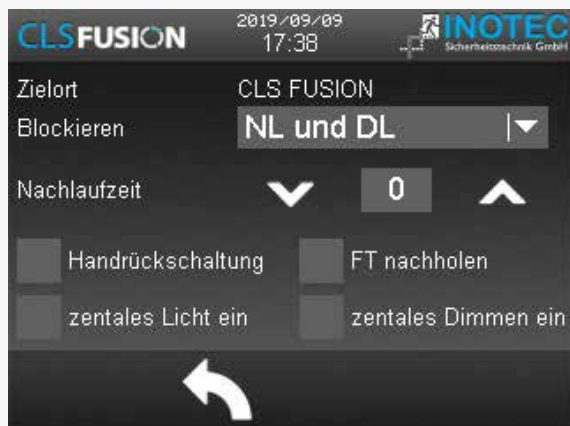 CLSFUSION
2019/09/09
17:38
INOTEC
Sicherheitstechnik GmbH
Zielort CLS FUSION
Blockieren NL und DL
Nachlaufzeit 0
Handrückschaltung FT nachholen
zentales Licht ein zentales Dimmen ein